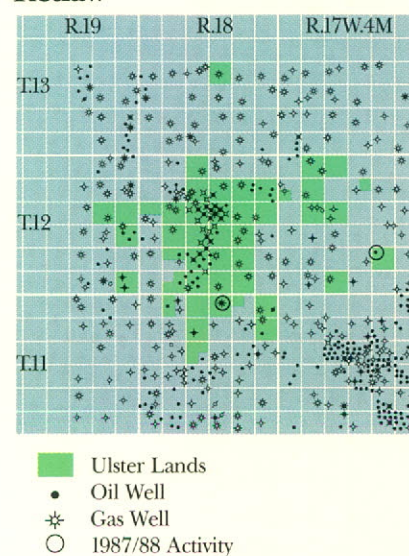 R.19 R.18 R.17W.4M
T.13
T.12
T.11
Ulster Lands
Oil Well
Gas Well
1987/88 Activity